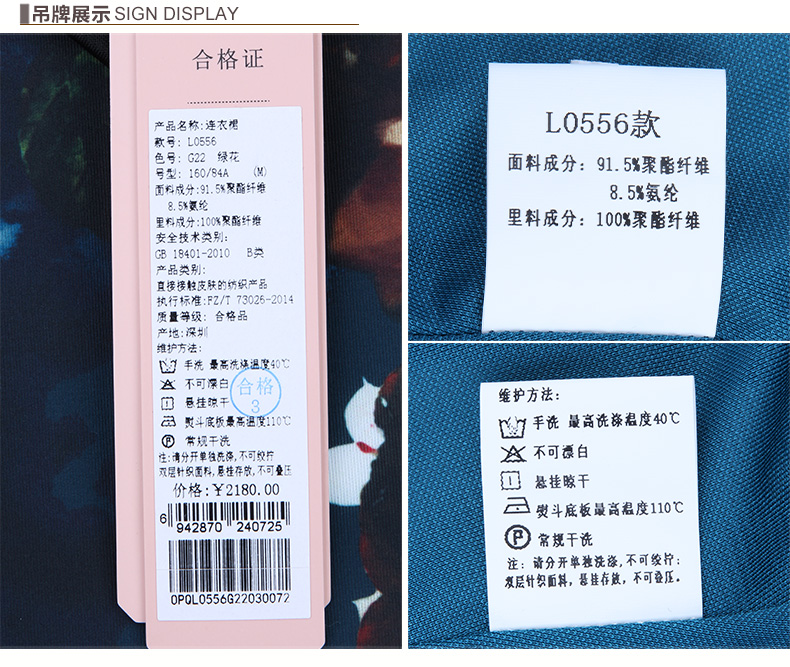 吊牌展示 SIGN DISPLAY
合格证
产品名称:连衣裙
款号: L0556
色号: G22 绿花
号型: 160/84A (M)
面料成分:91.5%聚酯纤维
8.5%氨纶
里料成分:100%聚酯纤维
安全技术类别:
GB 18401-2010 B类
产品类别:
直接接触皮肤的纺织产品
执行标准:FZ/T 73026-2014
质量等级: 合格品
产地:深圳
维护方法:
手洗 最高洗涤温度40℃
不可漂白
悬挂晾干
熨斗底板最高温度110℃
常规干洗
合格
3
注:请分开单独洗涤,不可绞拧
双层针织面料,悬挂存放,不可叠压
价格:¥2180.00
6 942870 240725
0PQL0556G22030072
L0556款
面料成分: 91.5%聚酯纤维
8.5%氨纶
里料成分: 100%聚酯纤维
维护方法:
手洗 最高洗涤温度40℃
不可漂白
悬挂晾干
熨斗底板最高温度110℃
P 常规干洗
注: 请分开单独洗涤,不可绞拧;
双层针织面料,悬挂存放,不可叠压。